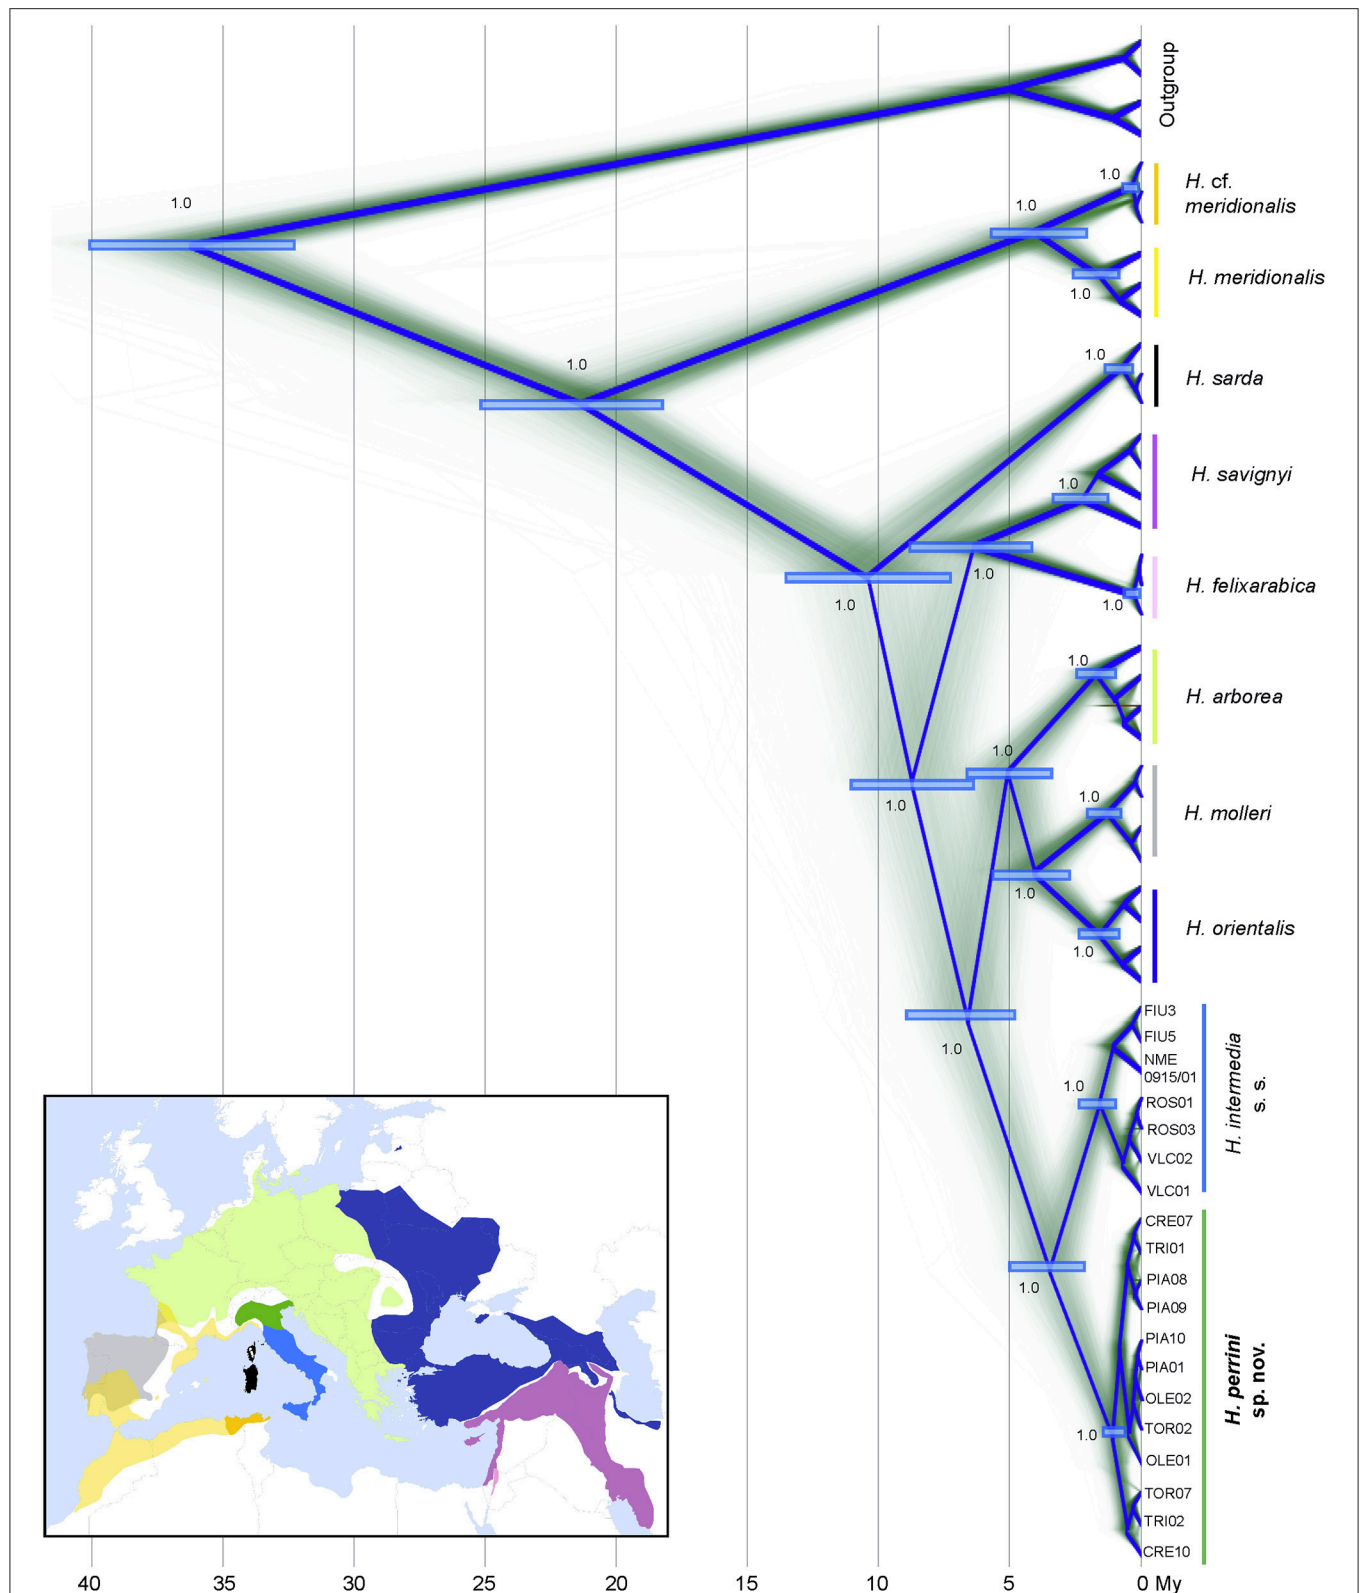 Outgroup
1.0
1.0
H. cf.
meridionalis
1.0
H. meridionalis
1.0
1.0
1.0
H. sarda
1.0
H. savignyi
1.0
1.0
H. felixarabica
1.0
1.0
1.0
H. arborea
1.0
1.0
1.0
H. molleri
1.0
H. orientalis
1.0
FIU3
FIU5
NME
0915/01
ROS01
ROS03
VLC02
VLC01
H. intermedia
s. s.
1.0
1.0
CRE07
TRI01
PIA08
PIA09
PIA10
PIA01
OLE02
TOR02
OLE01
TOR07
TRI02
CRE10
H. perrini
sp. nov.
1.0
1.0
40 35 30 25 20 15 10 5 0 My